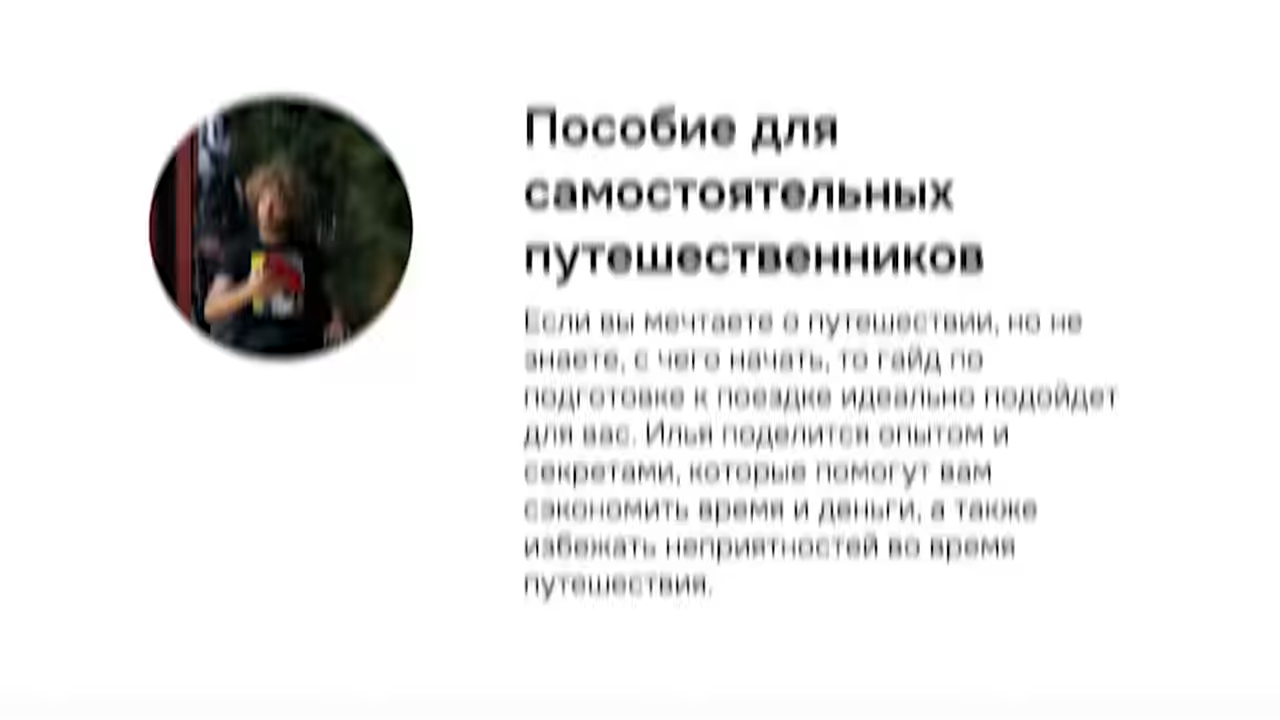 Пособие для
самостоятельных
путешественников
Если вы мечтаете о путешествии, но не
знаете, с чего начать, то гайд по
подготовке к поездке идеально подойдет
для вас. Илья поделится опытом и
секретами, которые помогут вам
сэкономить время и деньги, а также
избежать неприятностей во время
путешествия.